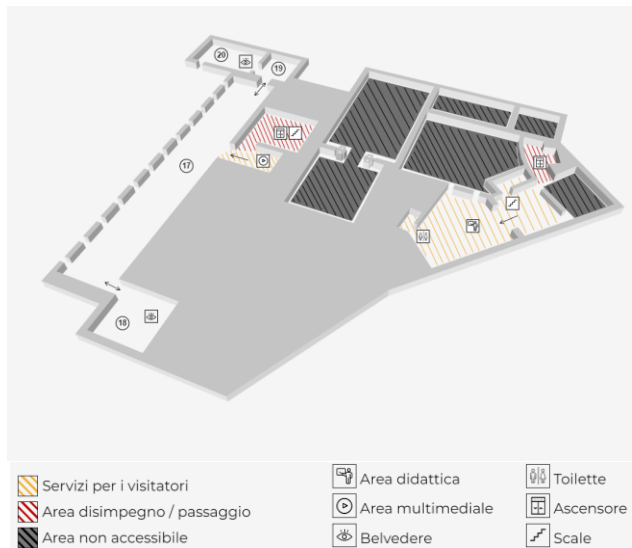 20
19
17
18
Servizi per i visitatori
Area disimpegno / passaggio
Area non accessibile
Area didattica
Area multimediale
Belvedere
Toilette
Ascensore
Scale